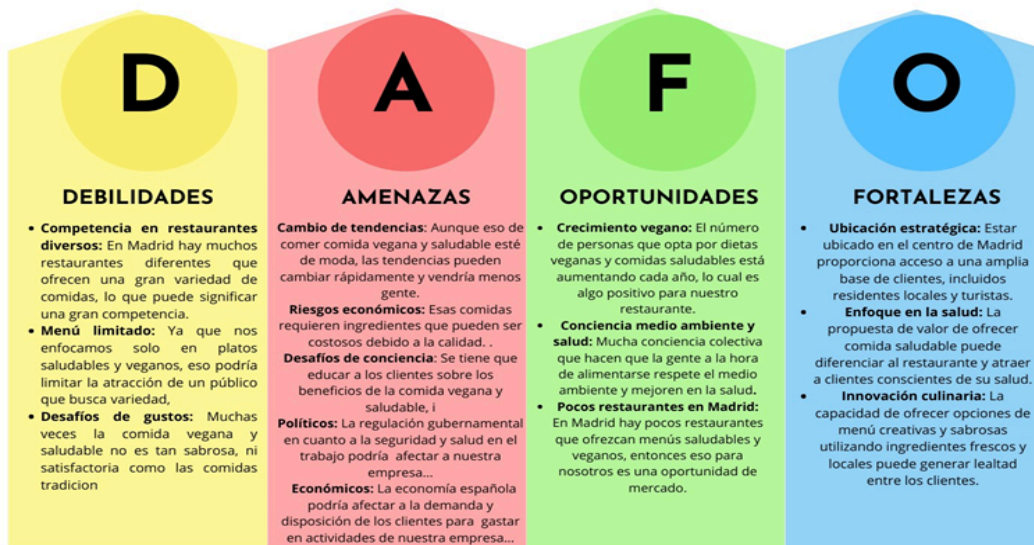 D
DEBILIDADES
• Competencia en restaurantes
diversos: En Madrid hay muchos
restaurantes diferentes que
ofrecen una gran variedad de
comidas, lo que puede significar
una gran competencia.
• Menú limitado: Ya que nos
enfocamos solo en platos
saludables y veganos, eso podría
limitar la atracción de un público
que busca variedad,
• Desafíos de gustos: Muchas
veces la comida vegana y
saludable no es tan sabrosa, ni
satisfactoria como las comidas
tradicion
A
AMENAZAS
Cambio de tendencias: Aunque eso de
comer comida vegana y saludable esté
de moda, las tendencias pueden
cambiar rápidamente y vendría menos
gente.
Riesgos económicos: Esas comidas
requieren ingredientes que pueden ser
costosos debido a la calidad. .
Desafíos de conciencia: Se tiene que
educar a los clientes sobre los
beneficios de la comida vegana y
saludable, i
Políticos: La regulación gubernamental
en cuanto a la seguridad y salud en el
trabajo podría afectar a nuestra
empresa...
Económicos: La economía española
podría afectar a la demanda y
disposición de los clientes para gastar
en actividades de nuestra empresa...
F
OPORTUNIDADES
• Crecimiento vegano: El número
de personas que opta por dietas
veganas y comidas saludables está
aumentando cada año, lo cual es
algo positivo para nuestro
restaurante.
• Conciencia medio ambiente y
salud: Mucha conciencia colectiva
que hacen que la gente a la hora
de alimentarse respete el medio
ambiente y mejoren en la salud.
• Pocos restaurantes en Madrid:
En Madrid hay pocos restaurantes
que ofrezcan menús saludables y
veganos, entonces eso para
nosotros es una oportunidad de
mercado.
O
FORTALEZAS
• Ubicación estratégica: Estar
ubicado en el centro de Madrid
proporciona acceso a una amplia
base de clientes, incluidos
residentes locales y turistas.
• Enfoque en la salud: La
propuesta de valor de ofrecer
comida saludable puede
diferenciar al restaurante y atraer
a clientes conscientes de su salud.
• Innovación culinaria: La
capacidad de ofrecer opciones de
menú creativas y sabrosas
utilizando ingredientes frescos y
locales puede generar lealtad
entre los clientes.